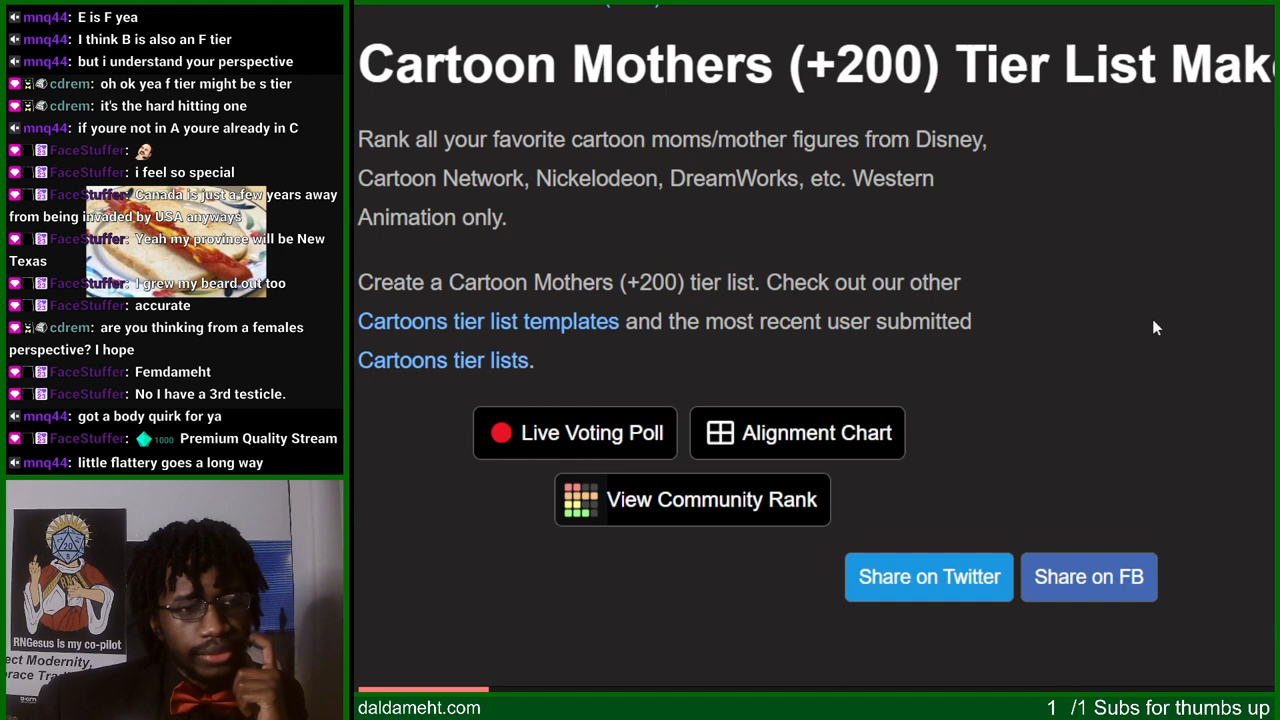 mnq44: E is F yea
mnq44: I think B is also an F tier
mnq44: but i understand your perspective
cdrem: oh ok yea f tier might be s tier
cdrem: it's the hard hitting one
mnq44: if youre not in A youre already in C
FaceStuffer:
FaceStuffer: i feel so special
FaceStuffer: Canada is just a few years away
from being invaded by USA anyways
FaceStuffer: Yeah my province will be New
Texas
FaceStuffer: I grew my beard out too
FaceStuffer: accurate
cdrem: are you thinking from a females
perspective? I hope
FaceStuffer: Femdameht
FaceStuffer: No I have a 3rd testicle.
mnq44: got a body quirk for ya
FaceStuffer: 1000 Premium Quality Stream
mnq44: little flattery goes a long way
20
RNGesus is my co-pilot
ect Modernity,
brace Trad
Cartoon Mothers (+200) Tier List Mak
Rank all your favorite cartoon moms/mother figures from Disney,
Cartoon Network, Nickelodeon, DreamWorks, etc. Western
Animation only.
Create a Cartoon Mothers (+200) tier list. Check out our other
Cartoons tier list templates and the most recent user submitted
Cartoons tier lists.
Live Voting Poll
Alignment Chart
View Community Rank
Share on Twitter
Share on FB
daldameht.com
1 /1 Subs for thumbs up